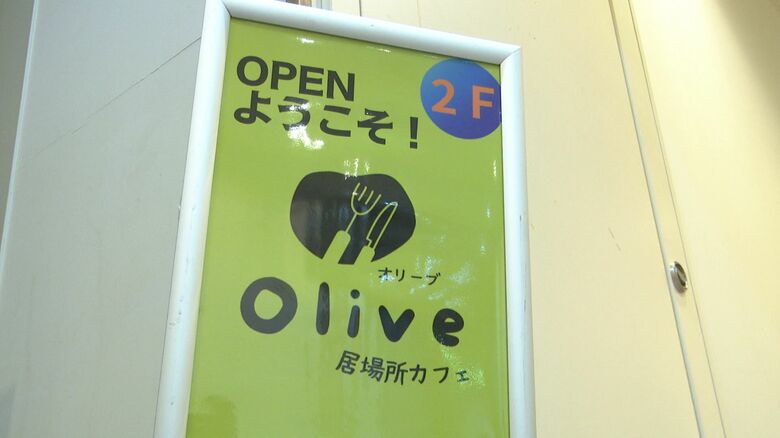 OPEN
ようこそ!
2F
オリーブ
Olive
居場所カフェ